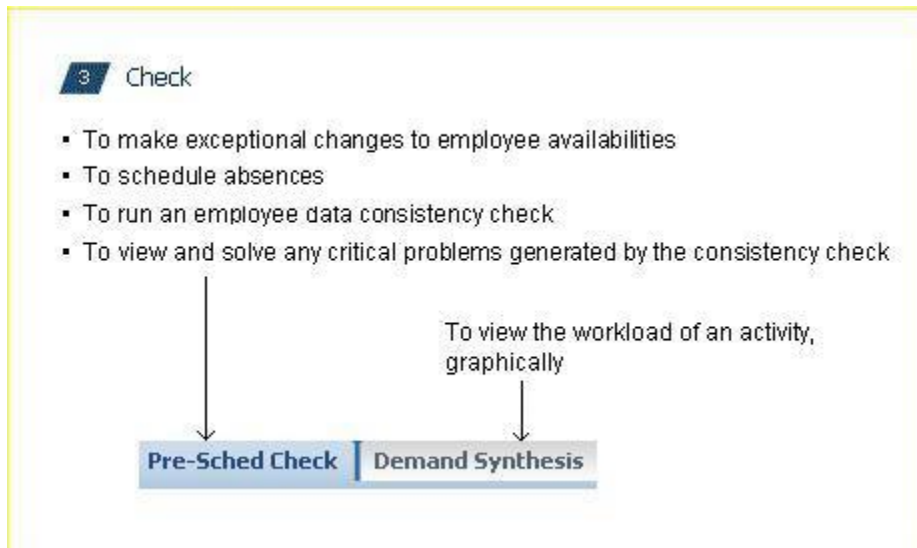 3 Check
▪ To make exceptional changes to employee availabilities
▪ To schedule absences
▪ To run an employee data consistency check
▪ To view and solve any critical problems generated by the consistency check
To view the workload of an activity,
graphically
Pre-Sched Check Demand Synthesis